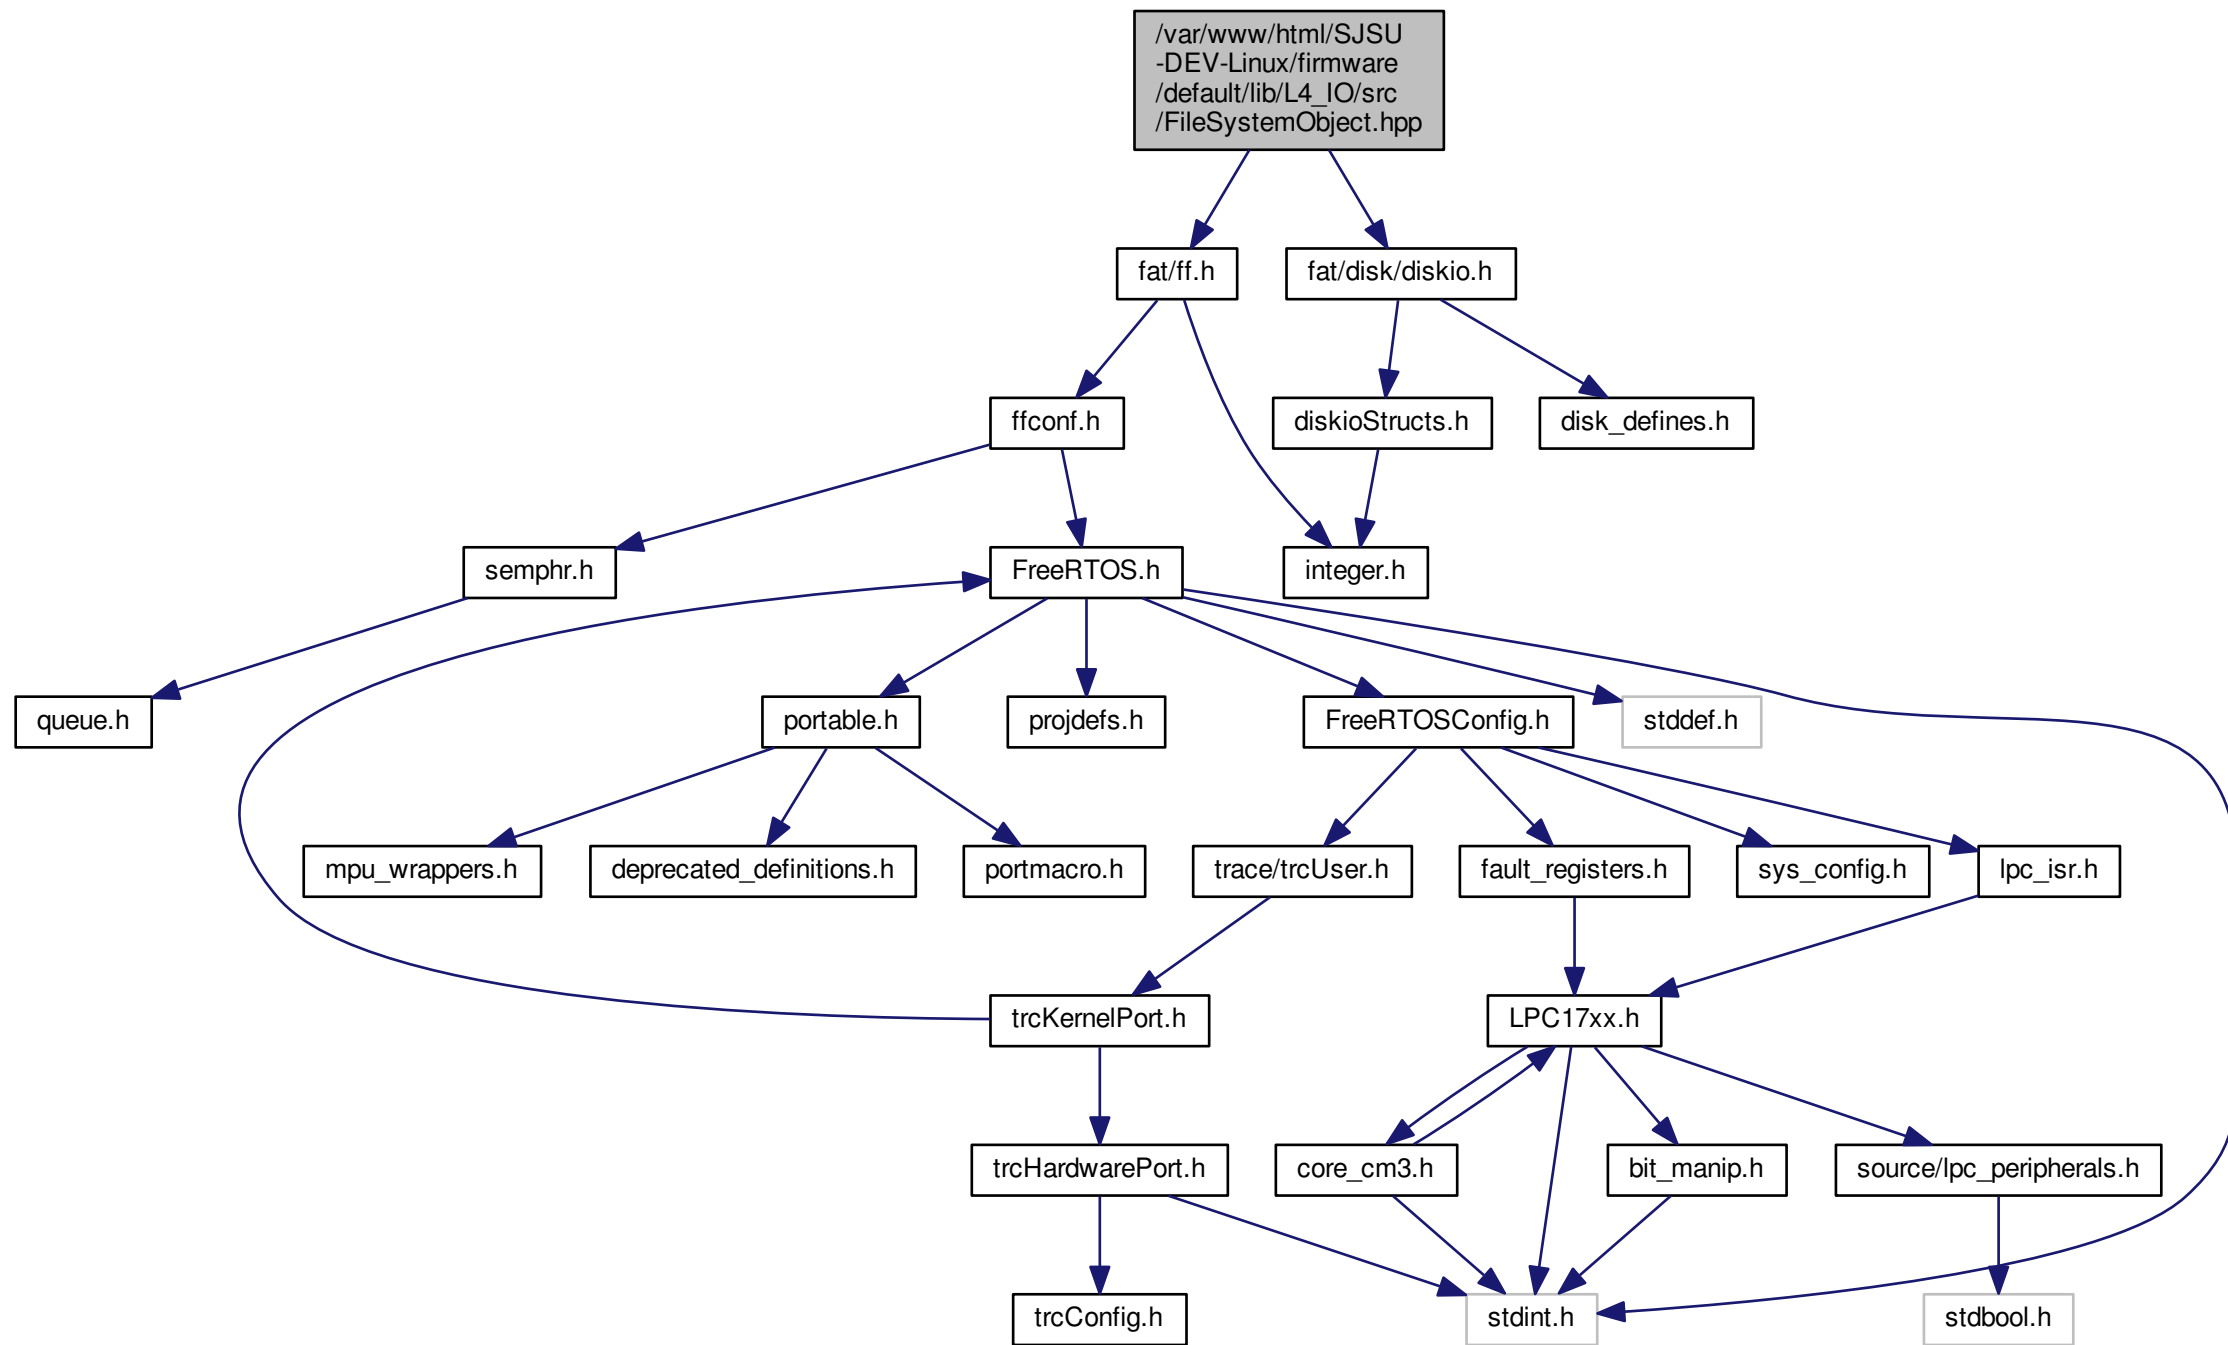 /var/www/html/SJSU
-DEV-Linux/firmware
/default/lib/L4_IO/src
/FileSystemObject.hpp
fat/ff.h
fat/disk/diskio.h
ffconf.h
diskioStructs.h
disk_defines.h
semphr.h
FreeRTOS.h
integer.h
queue.h
portable.h
projdefs.h
FreeRTOSConfig.h
stddef.h
mpu_wrappers.h
deprecated_definitions.h
portmacro.h
trace/trcUser.h
fault_registers.h
sys_config.h
lpc_isr.h
trcKernelPort.h
LPC17xx.h
trcHardwarePort.h
core_cm3.h
bit_manip.h
source/lpc_peripherals.h
trcConfig.h
stdint.h
stdbool.h